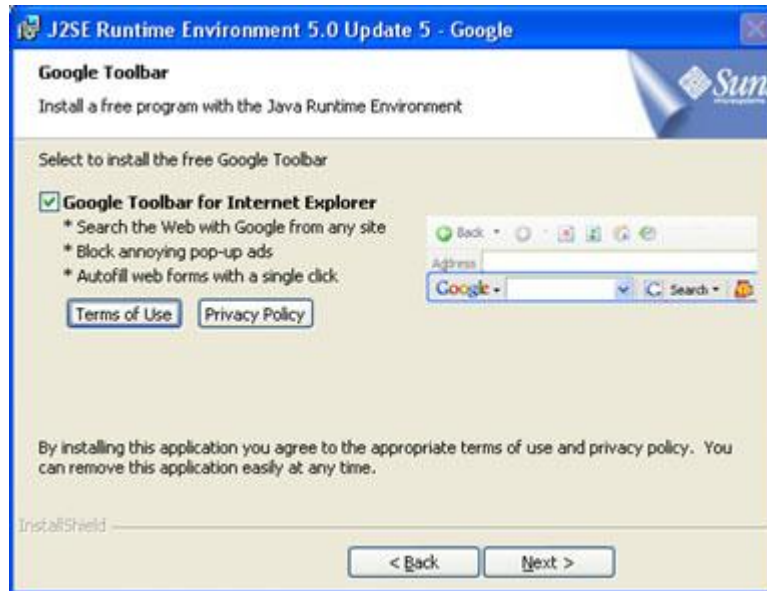 J2SE Runtime Environment 5.0 Update 5 - Google
Google Toolbar
Install a free program with the Java Runtime Environment
Sun
microsystems
Select to install the free Google Toolbar
Google Toolbar for Internet Explorer
* Search the Web with Google from any site
* Block annoying pop-up ads
* Autofill web forms with a single click
Back
Address
Google
Search
Terms of Use
Privacy Policy
By installing this application you agree to the appropriate terms of use and privacy policy. You
can remove this application easily at any time.
InstallShield
< Back
Next >